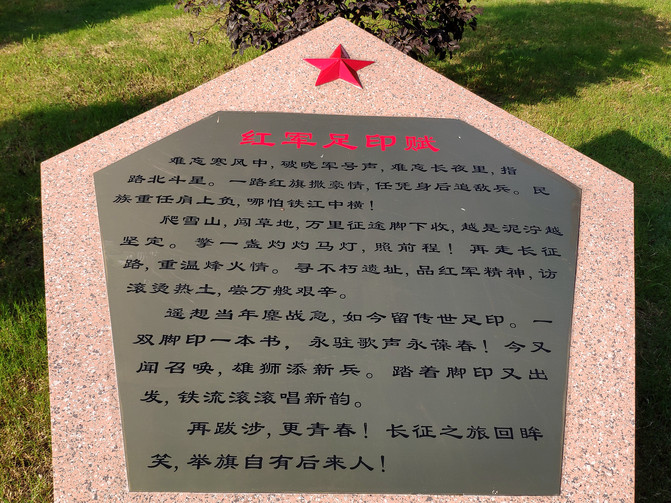 红军足印赋
难忘寒风中，破晓军号声，难忘长夜里，指
路北斗星。一路红旗撒豪情，任凭身后追敌兵。民
族重任肩上负，哪怕铁江中横！
爬雪山，闯草地，万里征途脚下收，越是泥泞越
坚定。擎一盏灼灼马灯，照前程！再走长征
路，重温烽火情。寻不朽遗址，品红军精神，访
滚烫热土，尝万般艰辛。
遥想当年鏖战急，如今留传世足印。一
双脚印一本书，永驻歌声永葆春！今又
闻召唤，雄狮添新兵。踏着脚印又出
发，铁流滚滚唱新韵。
再跋涉，更青春！长征之旅回眸
笑，举旗自有后来人！